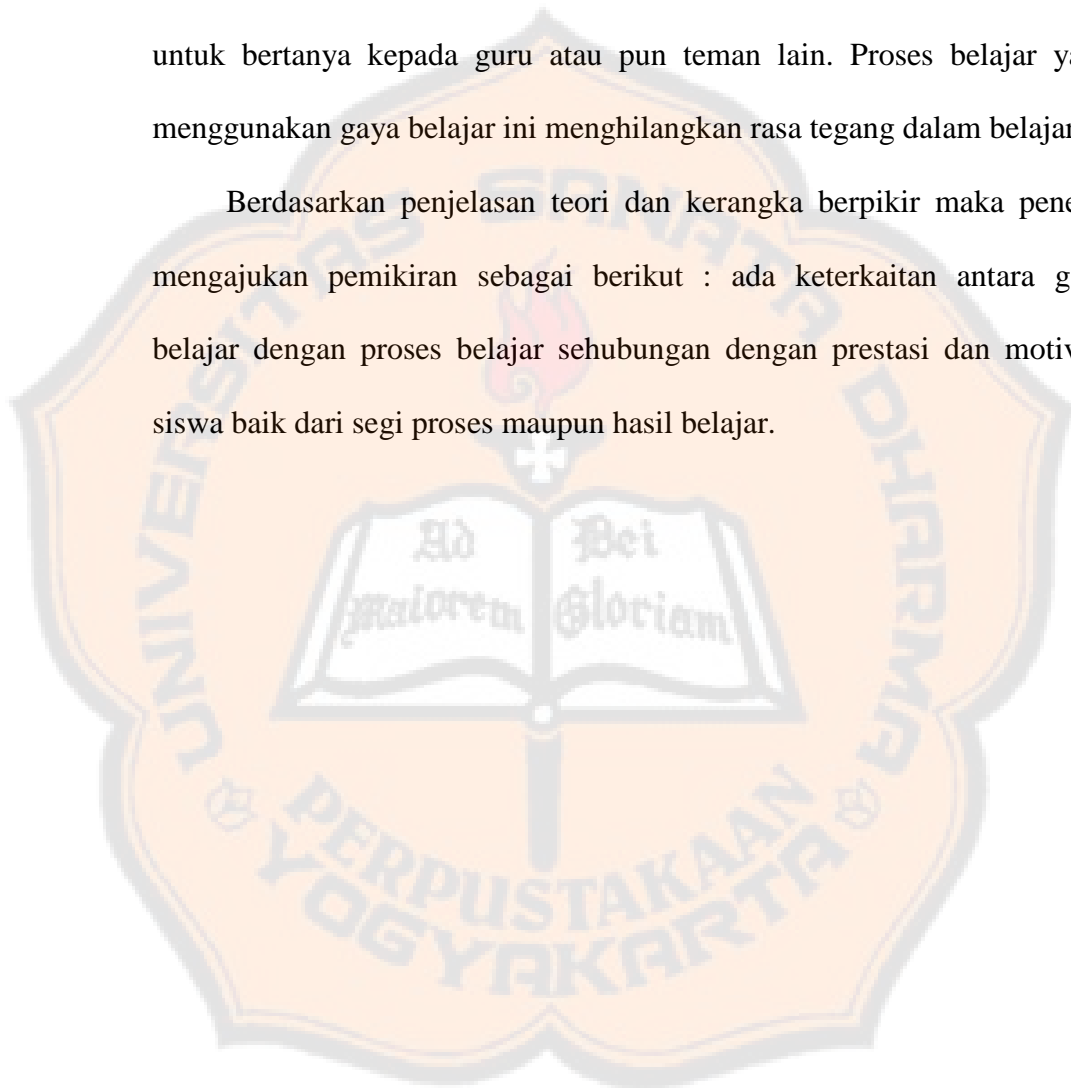 untuk bertanya kepada guru atau pun teman lain. Proses belajar
menggunakan gaya belajar ini menghilangkan rasa tegang dalam belajar
Berdasarkan penjelasan teori dan kerangka berpikir maka
mengajukan pemikiran sebagai berikut : ada keterkaitan antara
belajar dengan proses belajar sehubungan dengan prestasi dan
siswa baik dari segi proses maupun hasil belajar.
UNIVERSITAS SANATA DHARMA
Ad Dei
Maiorem Gloriam
PERPUSTAKAAN
YOGYAKARTA